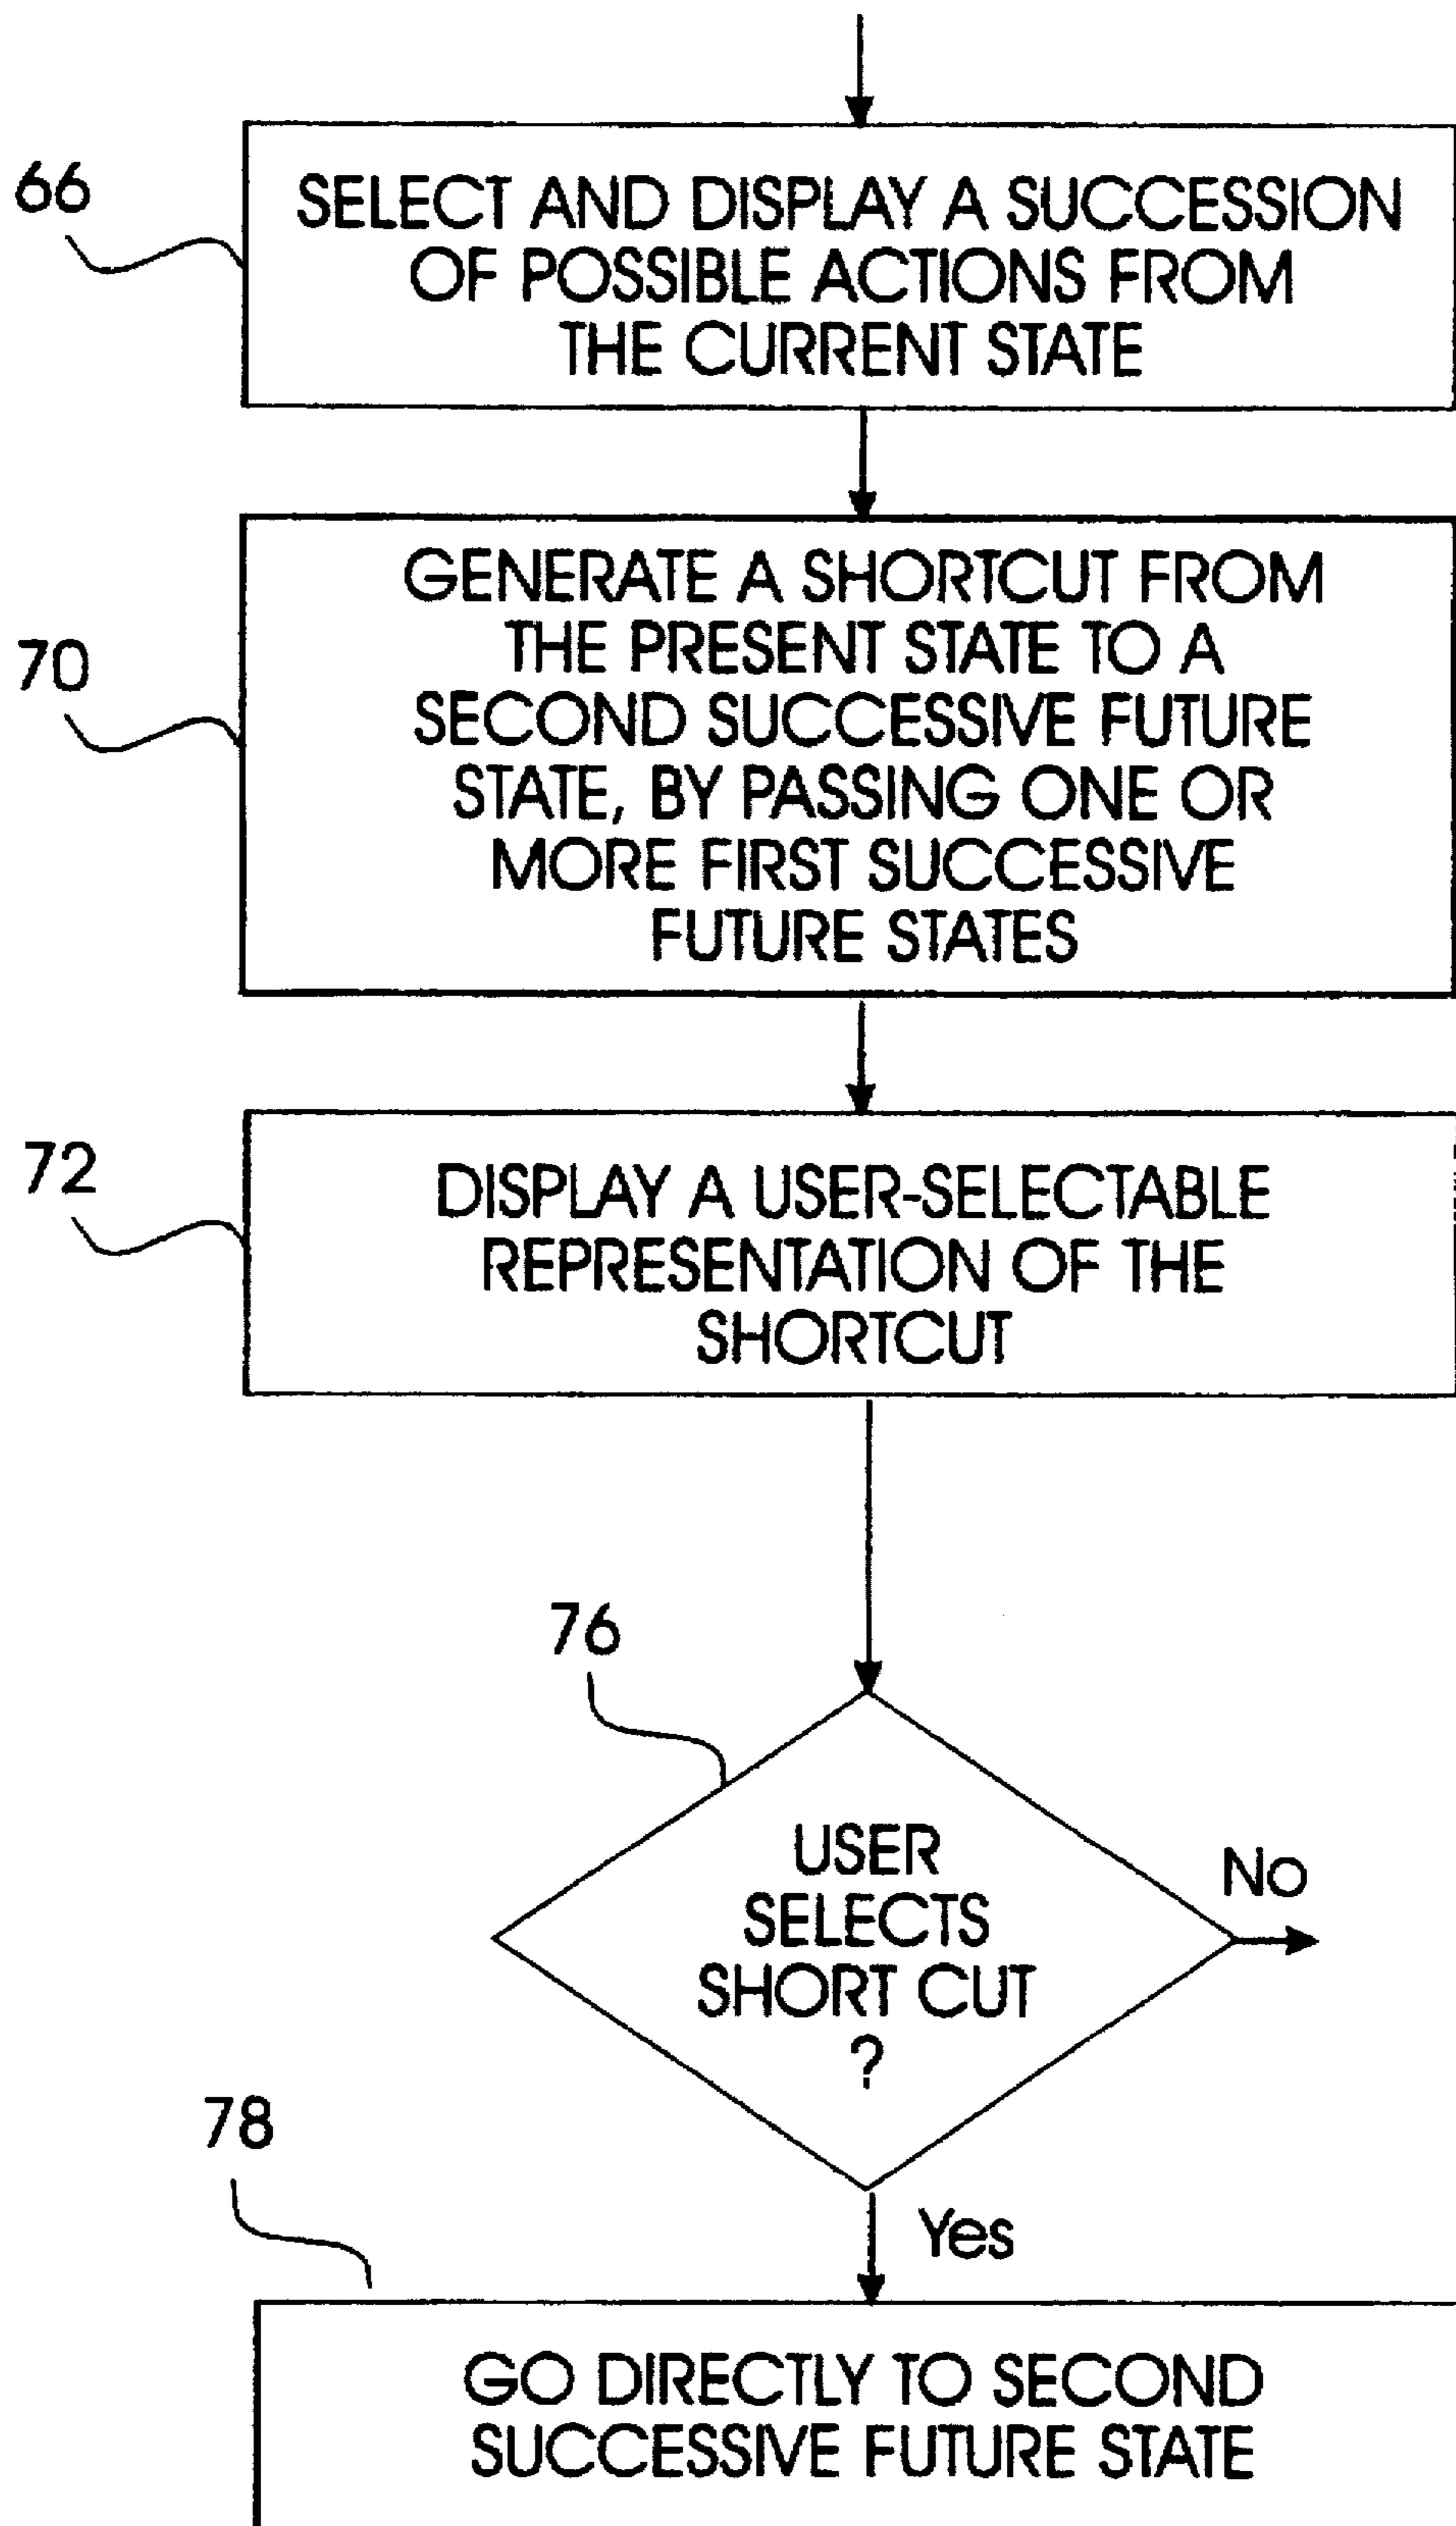 66
SELECT AND DISPLAY A SUCCESSION
OF POSSIBLE ACTIONS FROM
THE CURRENT STATE
70
GENERATE A SHORTCUT FROM
THE PRESENT STATE TO A
SECOND SUCCESSIVE FUTURE
STATE, BY PASSING ONE OR
MORE FIRST SUCCESSIVE
FUTURE STATES
72
DISPLAY A USER-SELECTABLE
REPRESENTATION OF THE
SHORTCUT
76
USER
SELECTS
SHORT CUT
?
No
Yes
78
GO DIRECTLY TO SECOND
SUCCESSIVE FUTURE STATE